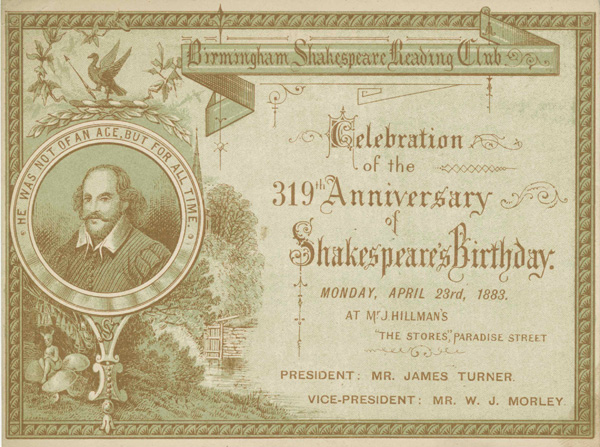 Birmingham Shakespeare Reading Club.
HE WAS NOT OF AN AGE, BUT FOR ALL TIME.
Celebration
of the
319th Anniversary
of
Shakespeare's Birthday.
MONDAY, APRIL 23rd, 1883.
AT Mr J. HILLMAN'S
"THE STORES", PARADISE STREET
PRESIDENT: MR. JAMES TURNER.
VICE-PRESIDENT: MR. W. J. MORLEY.